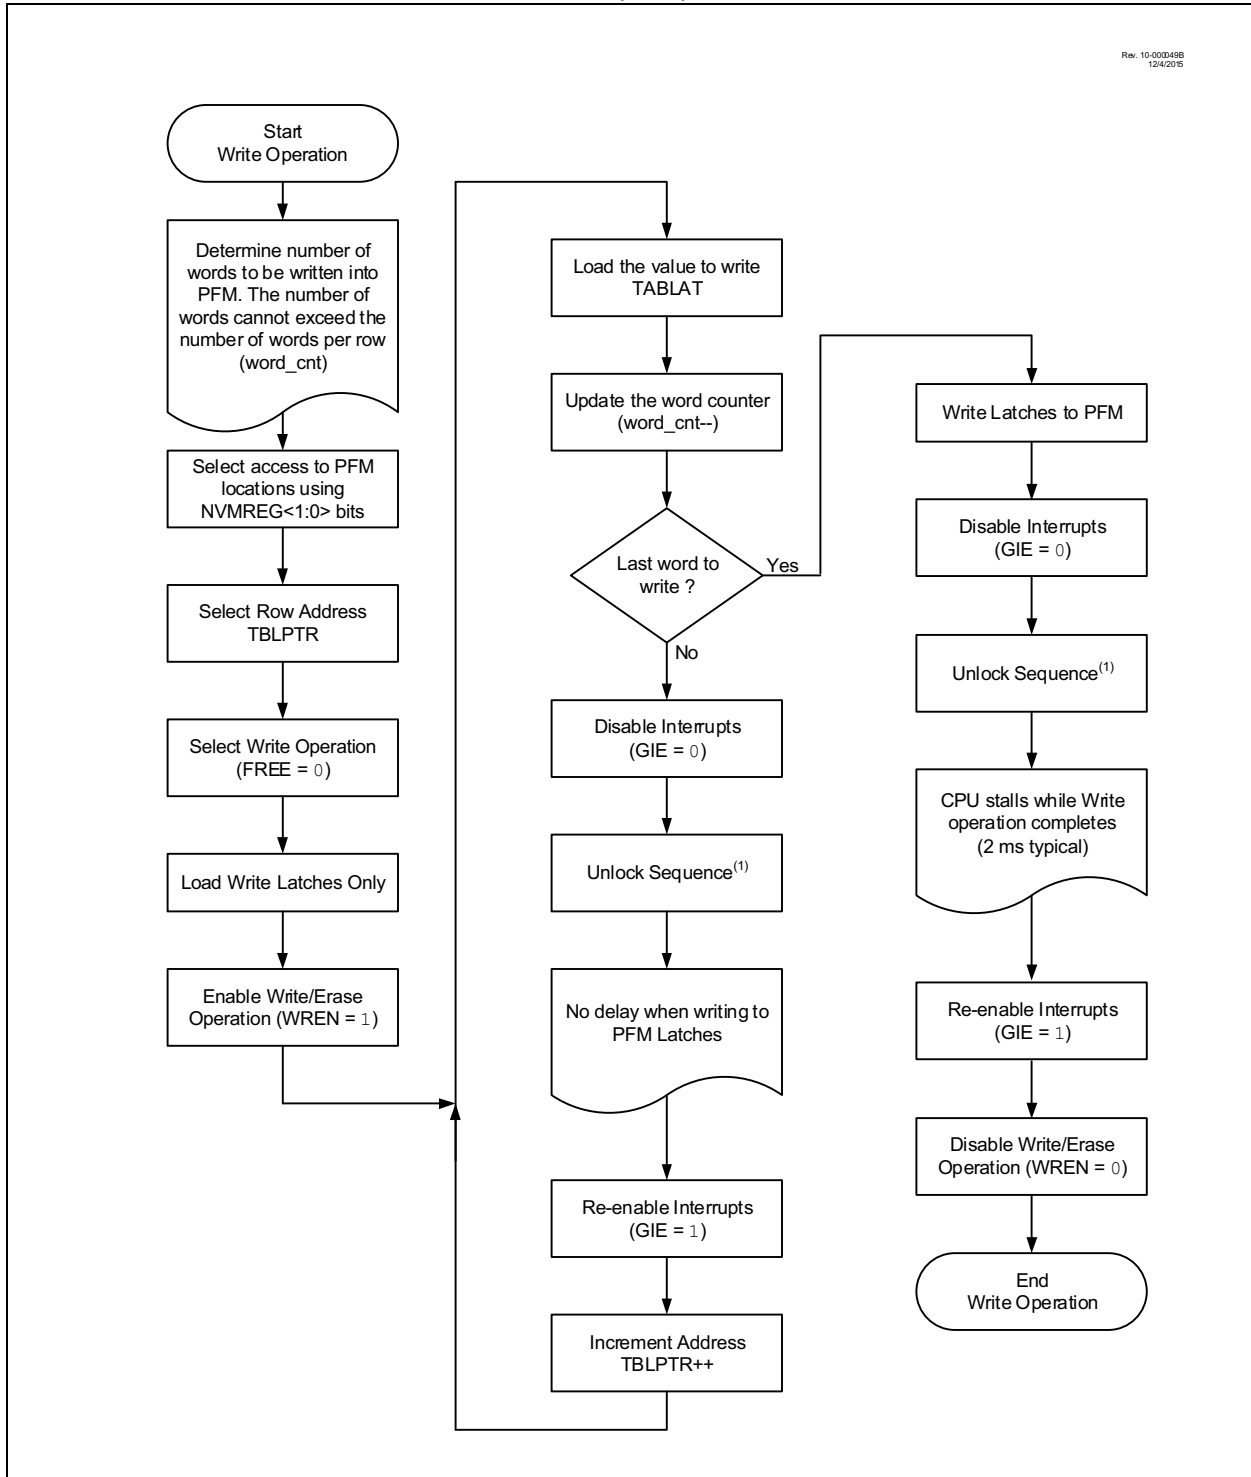 Rev. 10-000049B
12/4/2015
Start
Write Operation
Determine number of
words to be written into
PFM. The number of
words cannot exceed the
number of words per row
(word_cnt)
Select access to PFM
locations using
NVMREG<1:0> bits
Select Row Address
TBLPTR
Select Write Operation
(FREE = 0)
Load Write Latches Only
Enable Write/Erase
Operation (WREN = 1)
Load the value to write
TABLAT
Update the word counter
(word_cnt--)
Last word to
write ?
Yes
No
Disable Interrupts
(GIE = 0)
Unlock Sequence(1)
No delay when writing to
PFM Latches
Re-enable Interrupts
(GIE = 1)
Increment Address
TBLPTR++
Write Latches to PFM
Disable Interrupts
(GIE = 0)
Unlock Sequence(1)
CPU stalls while Write
operation completes
(2 ms typical)
Re-enable Interrupts
(GIE = 1)
Disable Write/Erase
Operation (WREN = 0)
End
Write Operation